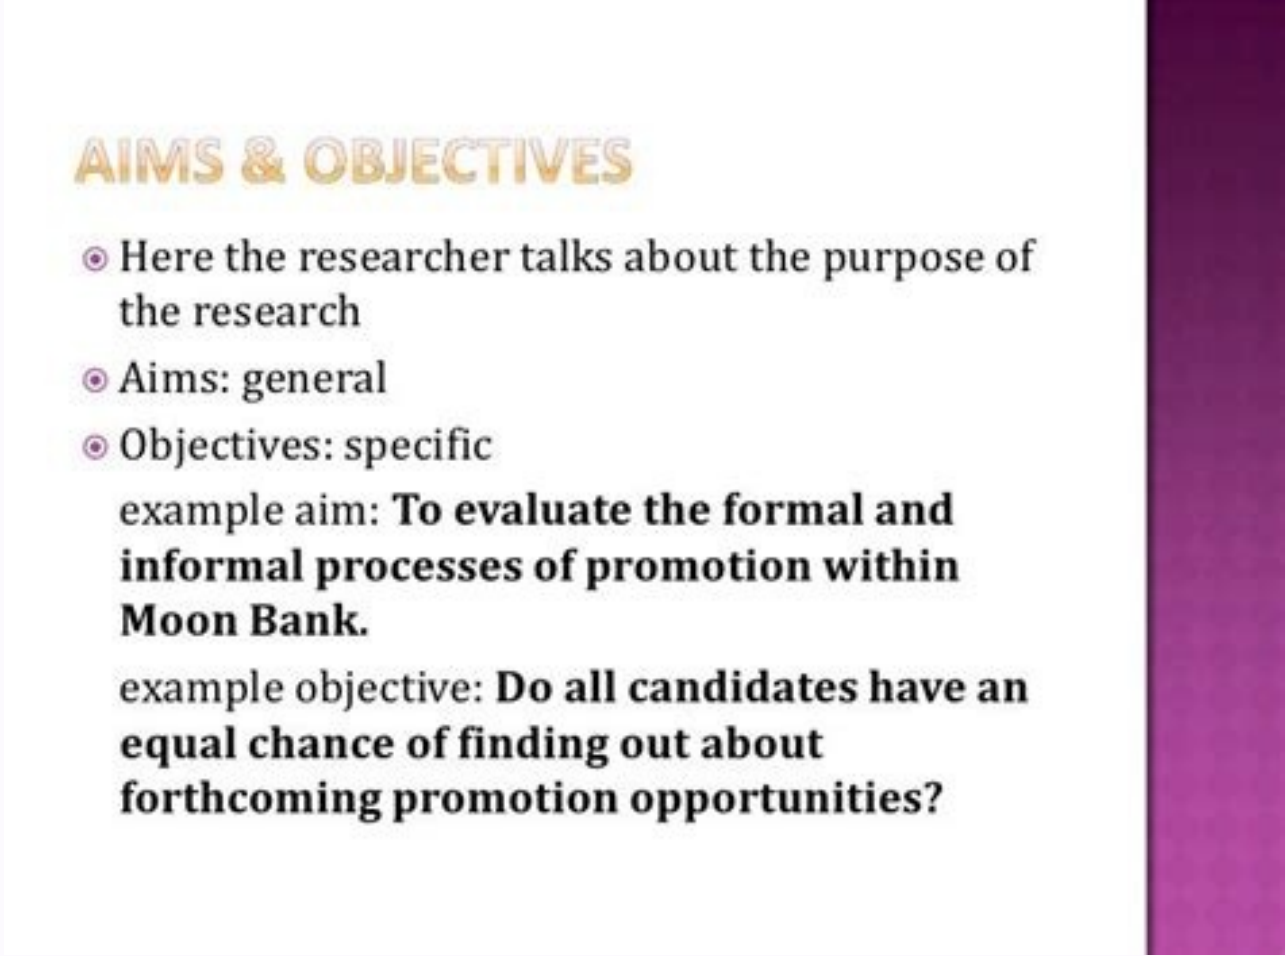 AIMS & OBJECTIVES
Here the researcher talks about the purpose of
the research
Aims: general
Objectives: specific
example aim: To evaluate the formal and
informal processes of promotion within
Moon Bank.
example objective: Do all candidates have an
equal chance of finding out about
forthcoming promotion opportunities?